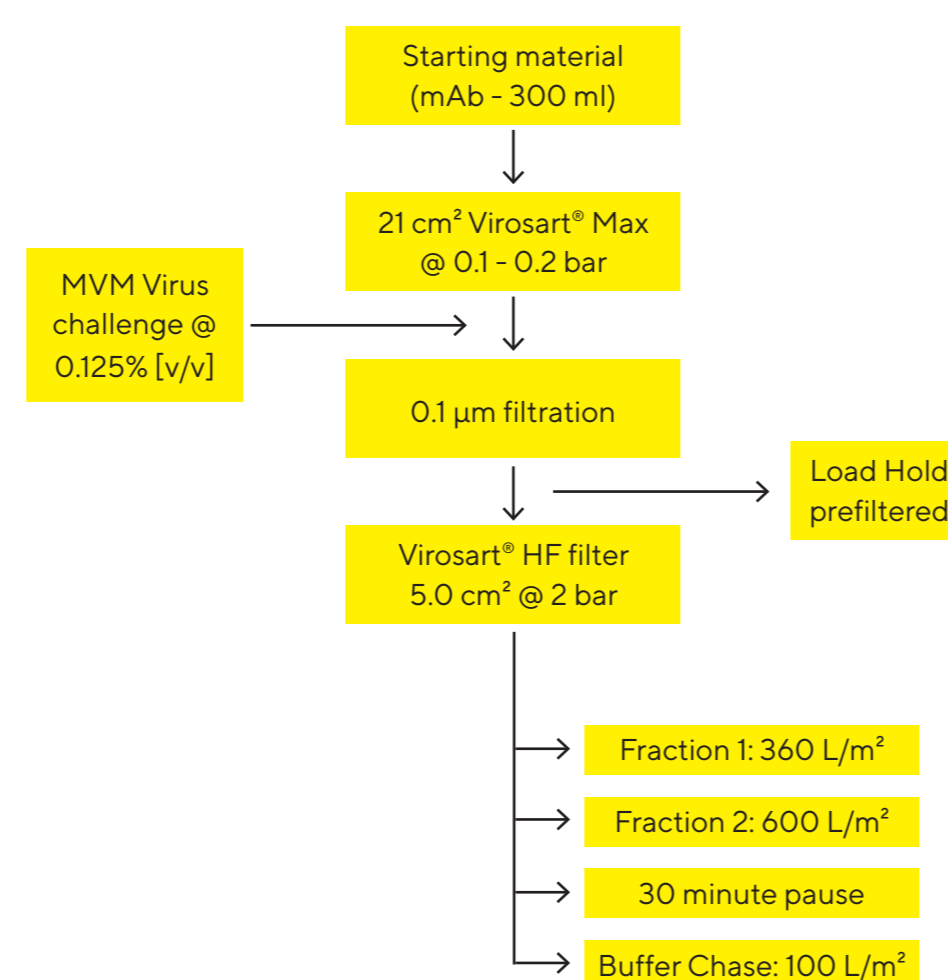 Starting material
(mAb - 300 ml)
21 cm² Virosart® Max
@ 0.1 - 0.2 bar
MVM Virus
challenge @
0.125% [v/v]
0.1 µm filtration
Load Hold
prefiltered
Virosart® HF filter
5.0 cm² @ 2 bar
Fraction 1: 360 L/m²
Fraction 2: 600 L/m²
30 minute pause
Buffer Chase: 100 L/m²